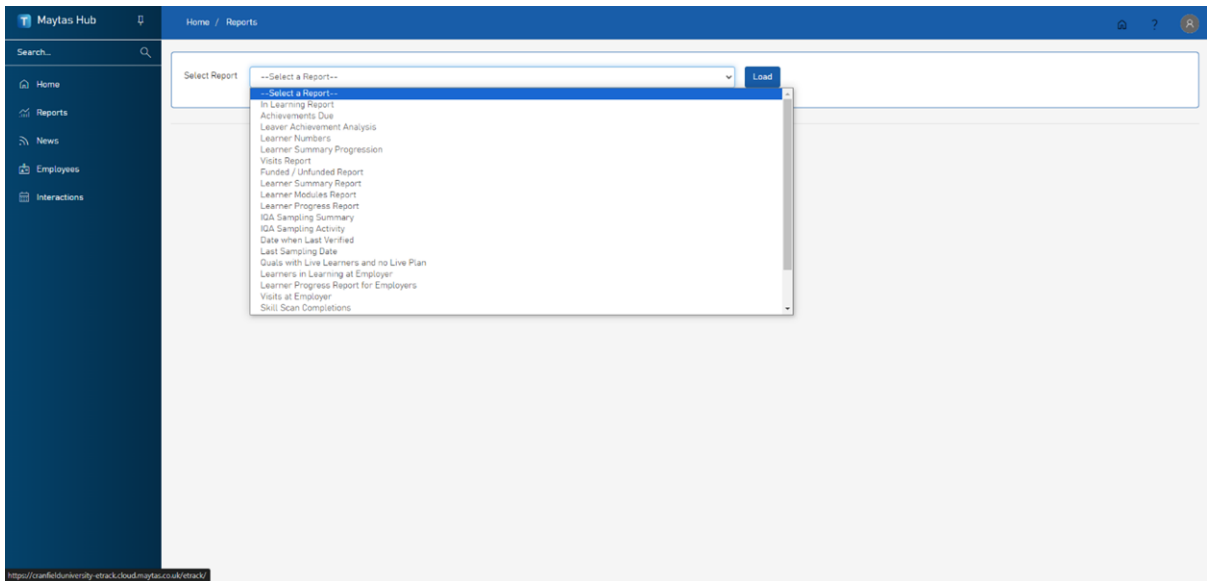 Maytas Hub
Home / Reports
?
Search...
Home
Reports
News
Employees
Interactions
Select Report
--Select a Report--
Load
--Select a Report--
In Learning Report
Achievements Due
Leaver Achievement Analysis
Learner Numbers
Learner Summary Progression
Visits Report
Funded / Unfunded Report
Learner Summary Report
Learner Modules Report
Learner Progress Report
IQA Sampling Summary
IQA Sampling Activity
Date when Last Verified
Last Sampling Date
Quals with Live Learners and no Live Plan
Learners in Learning at Employer
Learner Progress Report for Employers
Visits at Employer
Skill Scan Completions
https://cranfielduniversity-etrack.cloud.maytas.co.uk/etrack/